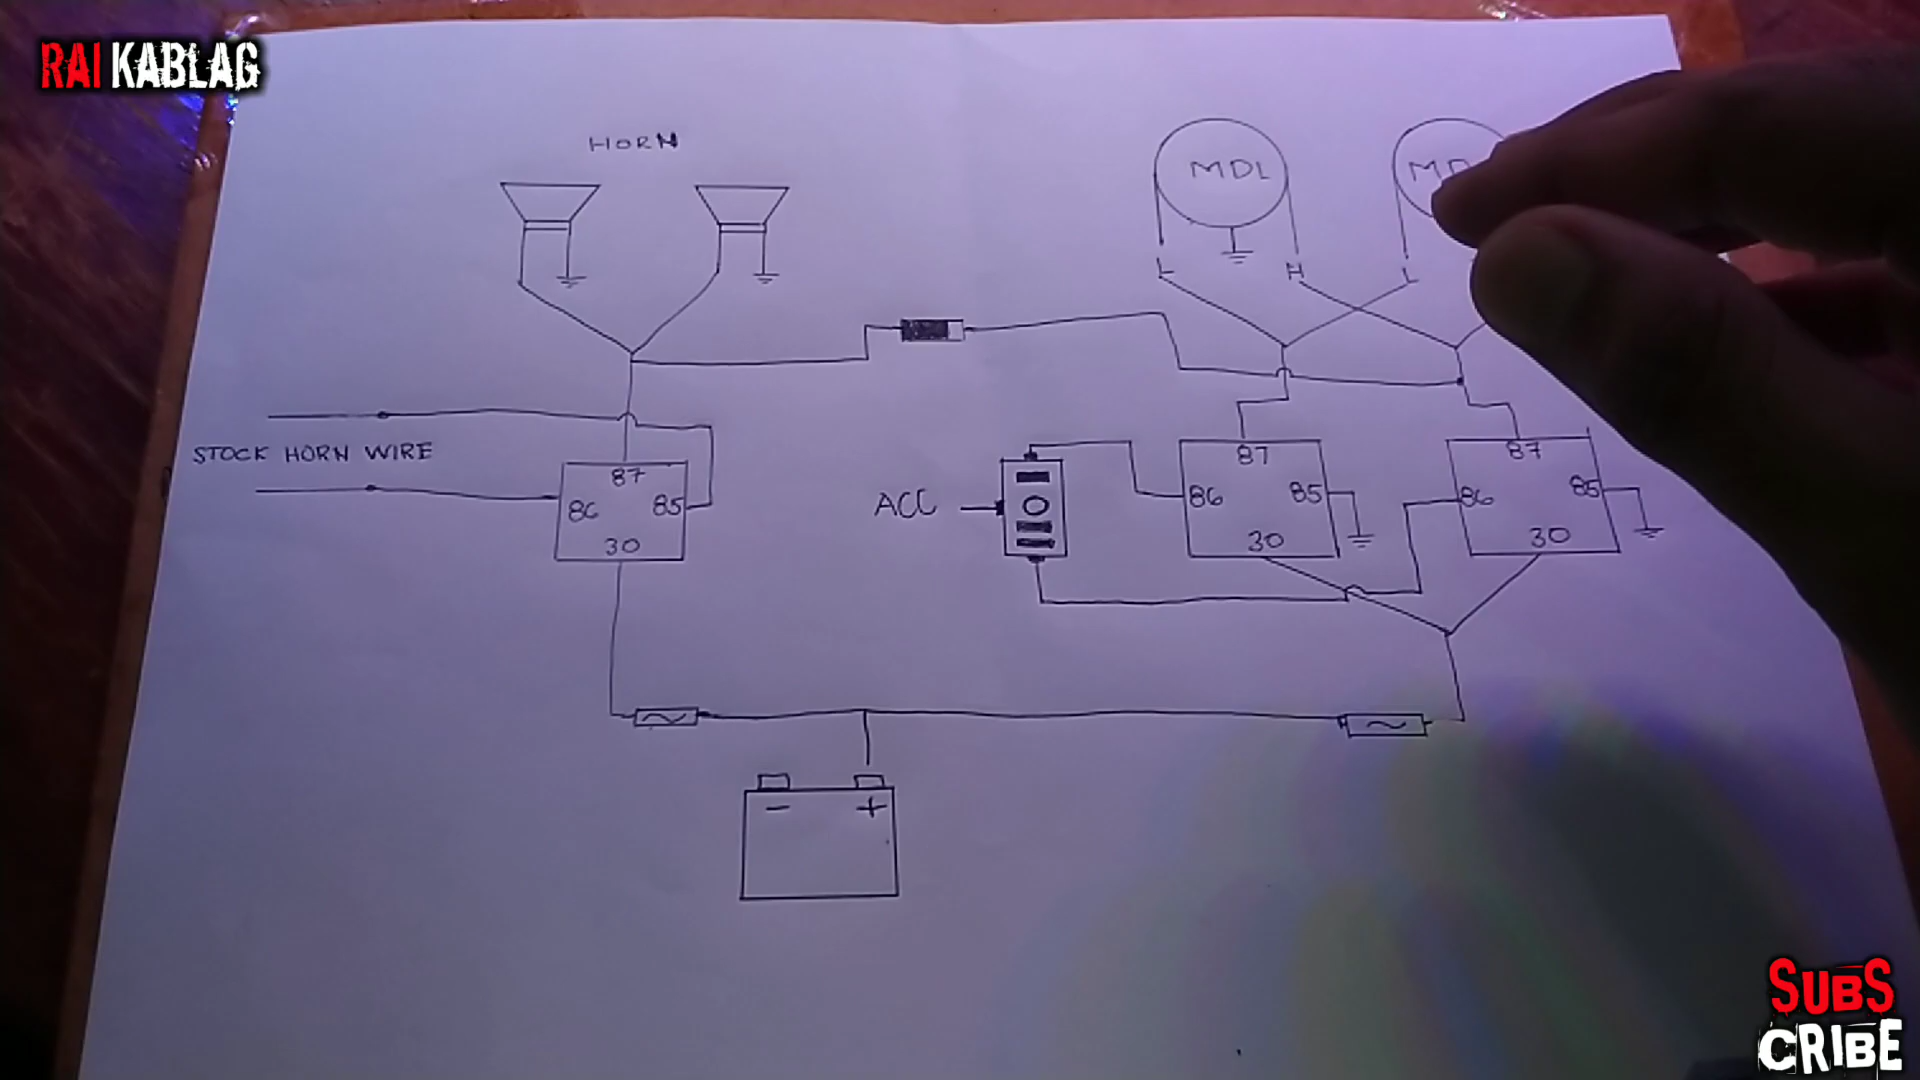 RAI KABLAG
HORN
MDL
L
H
L
STOCK HORN WIRE
87
86
85
30
ACC
87
86
85
30
87
86
85
30
-
+
SUBS
CRIBE